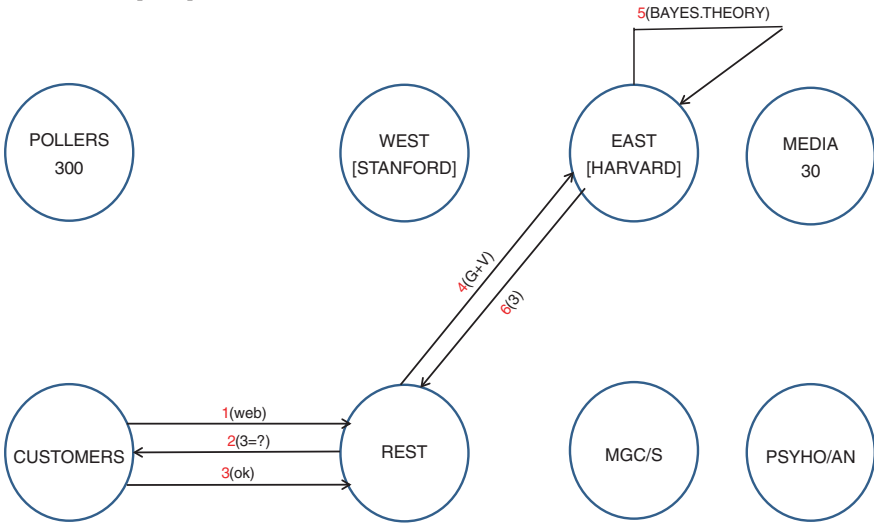 5(BAYES.THEORY)
POLLERS
300
WEST
[STANFORD]
EAST
[HARVARD]
MEDIA
30
4(G+V)
6(3)
1(web)
2(3=?)
3(ok)
CUSTOMERS
REST
MGC/S
PSYHO/AN